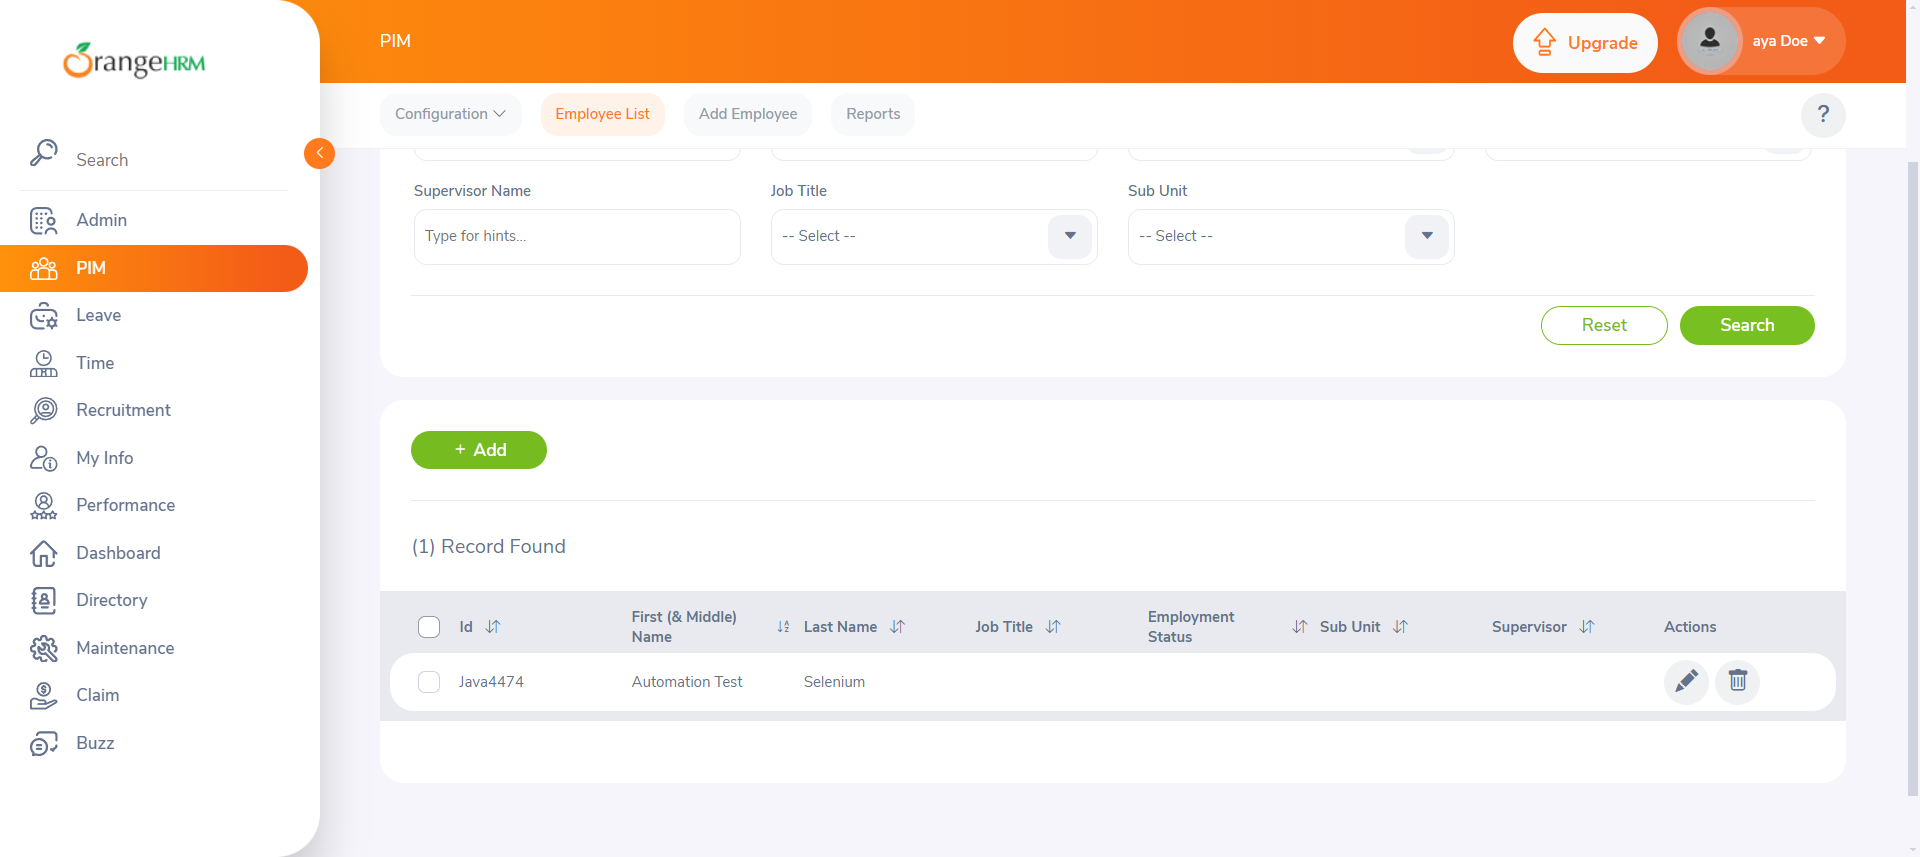 OrangeHRM
PIM
Upgrade
aya Doe
Configuration
Employee List
Add Employee
Reports
?
Search
Admin
PIM
Leave
Time
Recruitment
My Info
Performance
Dashboard
Directory
Maintenance
Claim
Buzz
Supervisor Name
Job Title
Sub Unit
Type for hints...
-- Select --
-- Select --
Reset
Search
+ Add
(1) Record Found
Id
First (& Middle)
Name
Last Name
Job Title
Employment
Status
Sub Unit
Supervisor
Actions
Java4474
Automation Test
Selenium